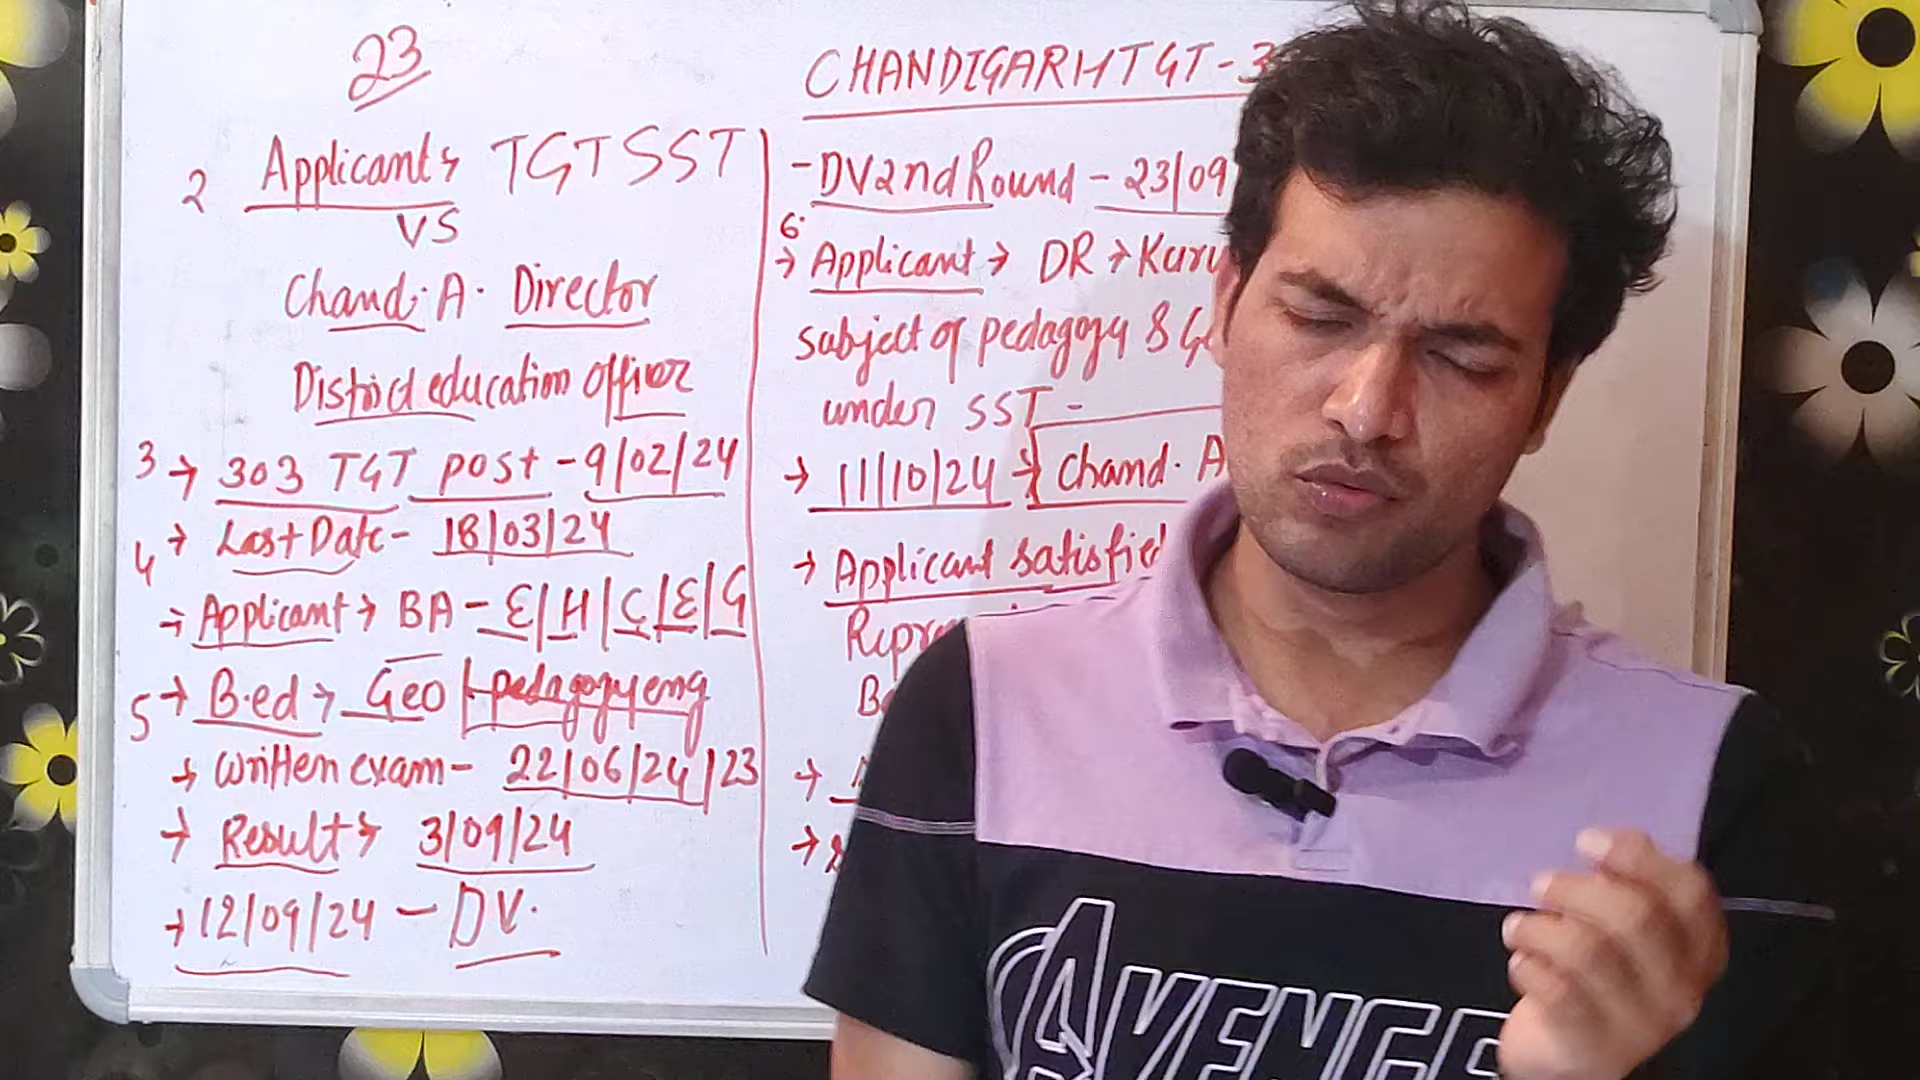 23
2 Applicants TGT SST
VS
Chand. A. Director
District education officer
3 → 303 TGT post - 9/02/24
4 → Last Date - 18/03/24
→ Applicant → BA - E/H/C/E/G
5 → B.ed → Geo pedagogy eng
→ written exam - 22/06/24/23
→ Result → 3/09/24
→ 12/09/24 - DV.
CHANDIGARH TGT - 3
- DV 2nd Round - 23/09
6. → Applicant → DR →
subject of pedagogy &
under SST -
→ 11/10/24 → Chand. A
→ Applicant satisfied
AVENGE